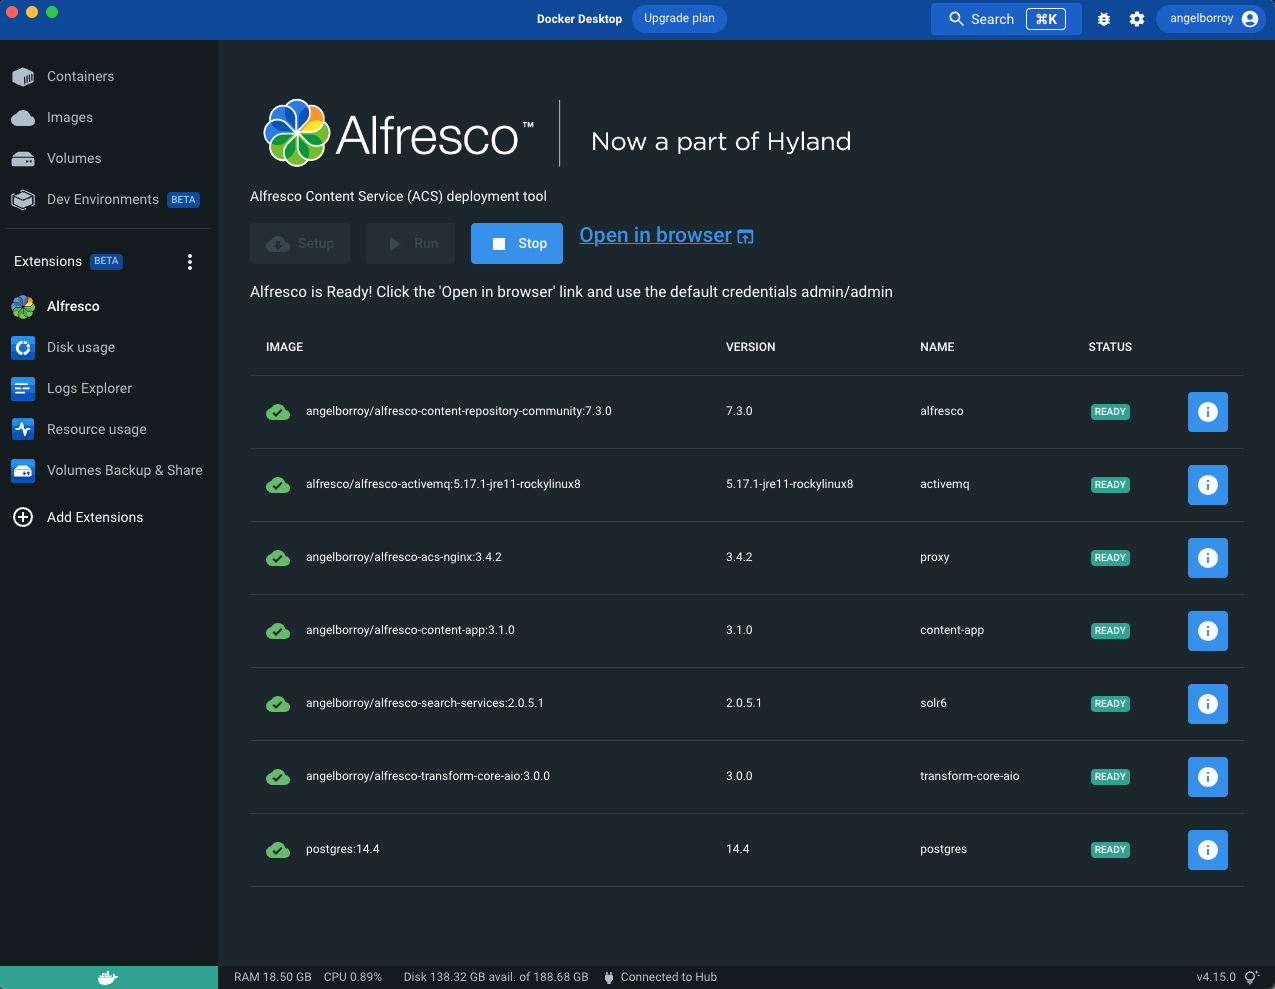 Docker Desktop Upgrade plan Search ⌘K angelborroy
Containers
Images
Volumes
Dev Environments BETA
Extensions BETA
Alfresco
Disk usage
Logs Explorer
Resource usage
Volumes Backup & Share
Add Extensions
Alfresco™ Now a part of Hyland
Alfresco Content Service (ACS) deployment tool
Setup Run Stop Open in browser
Alfresco is Ready! Click the 'Open in browser' link and use the default credentials admin/admin
IMAGE VERSION NAME STATUS
angelborroy/alfresco-content-repository-community:7.3.0 7.3.0 alfresco READY
alfresco/alfresco-activemq:5.17.1-jre11-rockylinux8 5.17.1-jre11-rockylinux8 activemq READY
angelborroy/alfresco-acs-nginx:3.4.2 3.4.2 proxy READY
angelborroy/alfresco-content-app:3.1.0 3.1.0 content-app READY
angelborroy/alfresco-search-services:2.0.5.1 2.0.5.1 solr6 READY
angelborroy/alfresco-transform-core-aio:3.0.0 3.0.0 transform-core-aio READY
postgres:14.4 14.4 postgres READY
RAM 18.50 GB CPU 0.89% Disk 138.32 GB avail. of 188.68 GB Connected to Hub v4.15.0